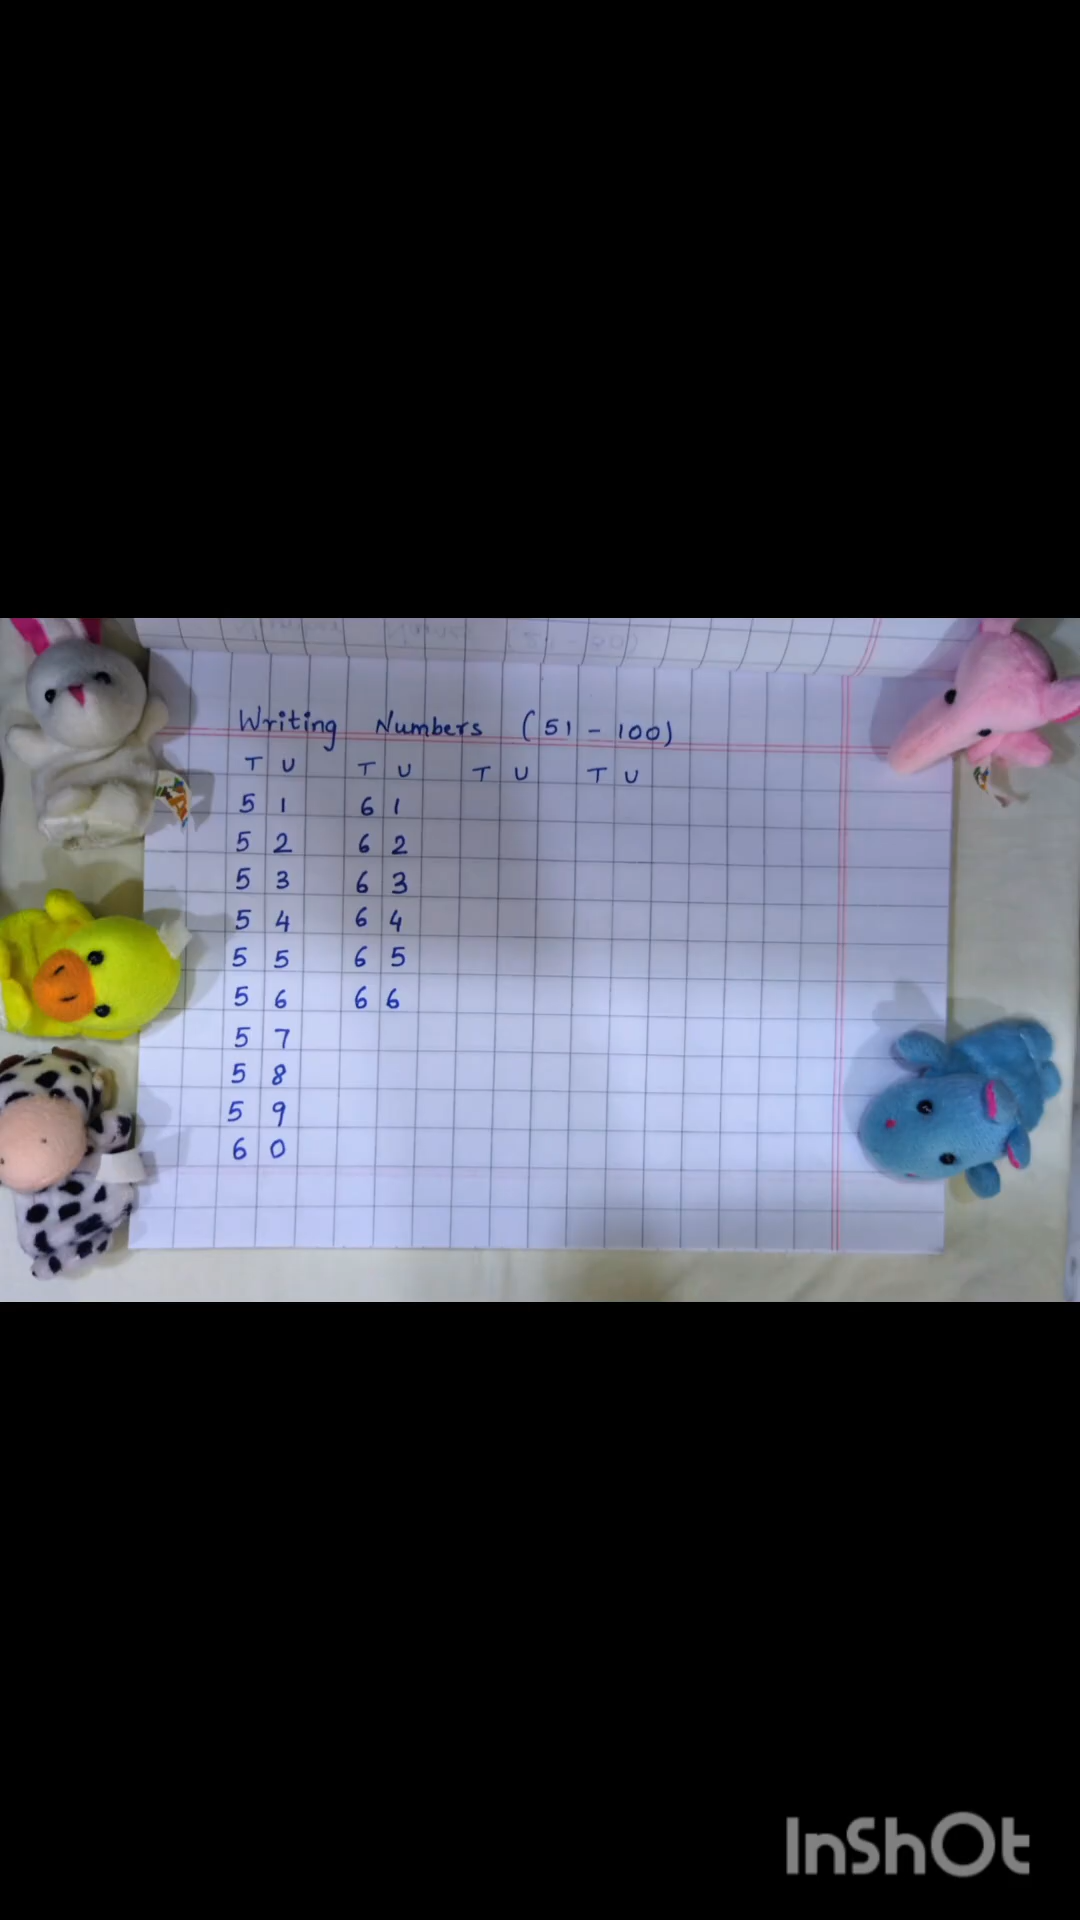 Writing Numbers (51 - 100)
T U T U T U T U
5 1 6 1
5 2 6 2
5 3 6 3
5 4 6 4
5 5 6 5
5 6 6 6
5 7
5 8
5 9
6 0
InShOt